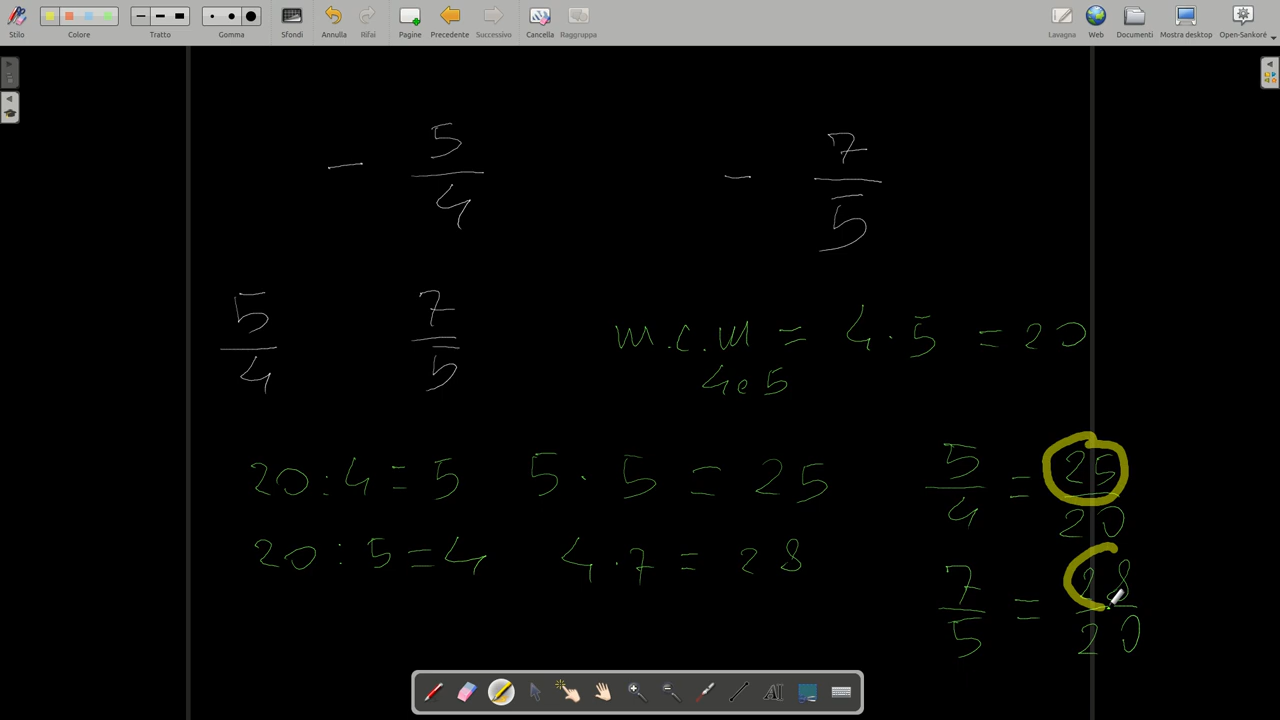 Stilo Colore Tratto Gomma Sfondi Annulla Rifai Pagine Precedente Successivo Cancella Raggruppa Lavagna Web Documenti Mostra desktop Open-Sankoré
- 5/4 - 7/5
5/4 7/5 m.c.m = 4·5 = 20
4 e 5
20:4=5 5·5=25 5/4 = 25/20
20:5=4 4·7=28 7/5 = 28/20
AI